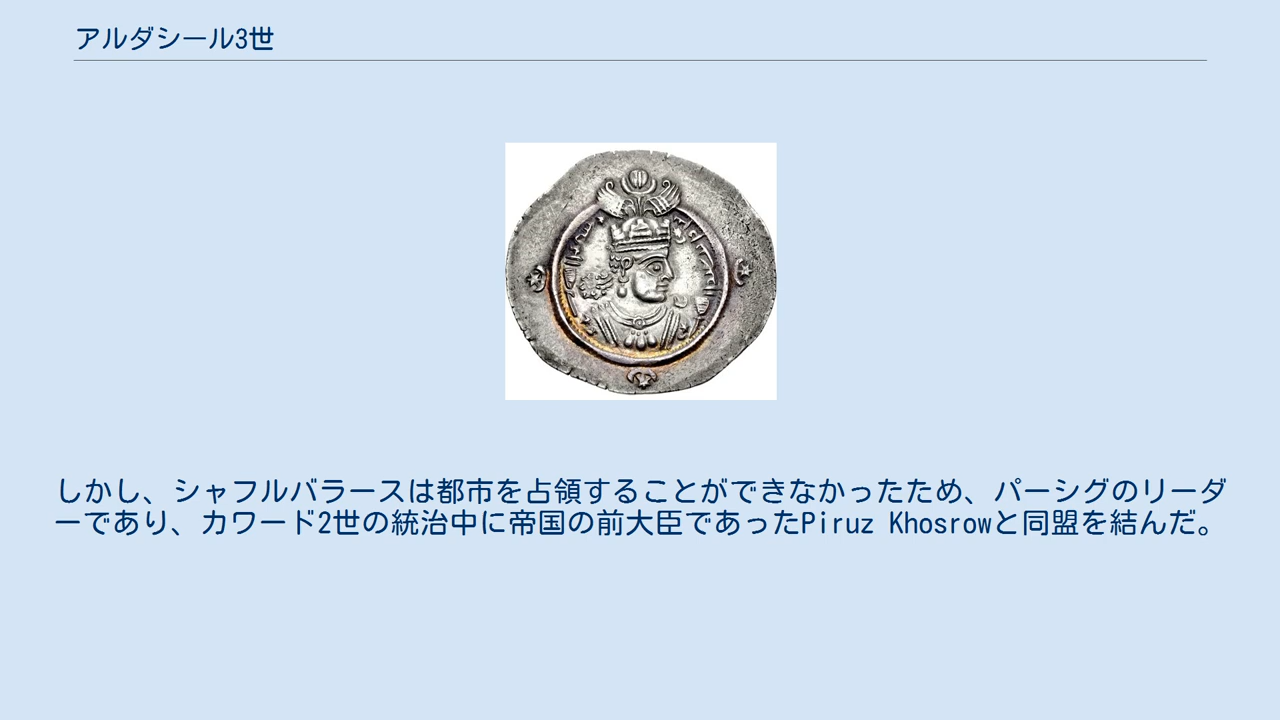 アルダシール3世
しかし、シャフルバラースは都市を占領することができなかったため、パーシグのリーダ
ーであり、カワード2世の統治中に帝国の前大臣であったPiruz Khosrowと同盟を結んだ。